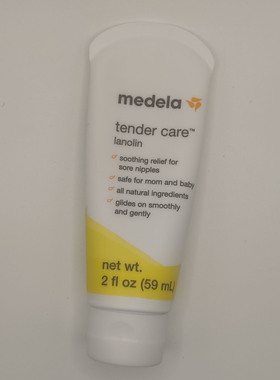 medela
tender care™
lanolin
soothing relief for
sore nipples
safe for mom and baby
all natural ingredients
glides on smoothly
and gently
net wt.
2 fl oz (59 mL)